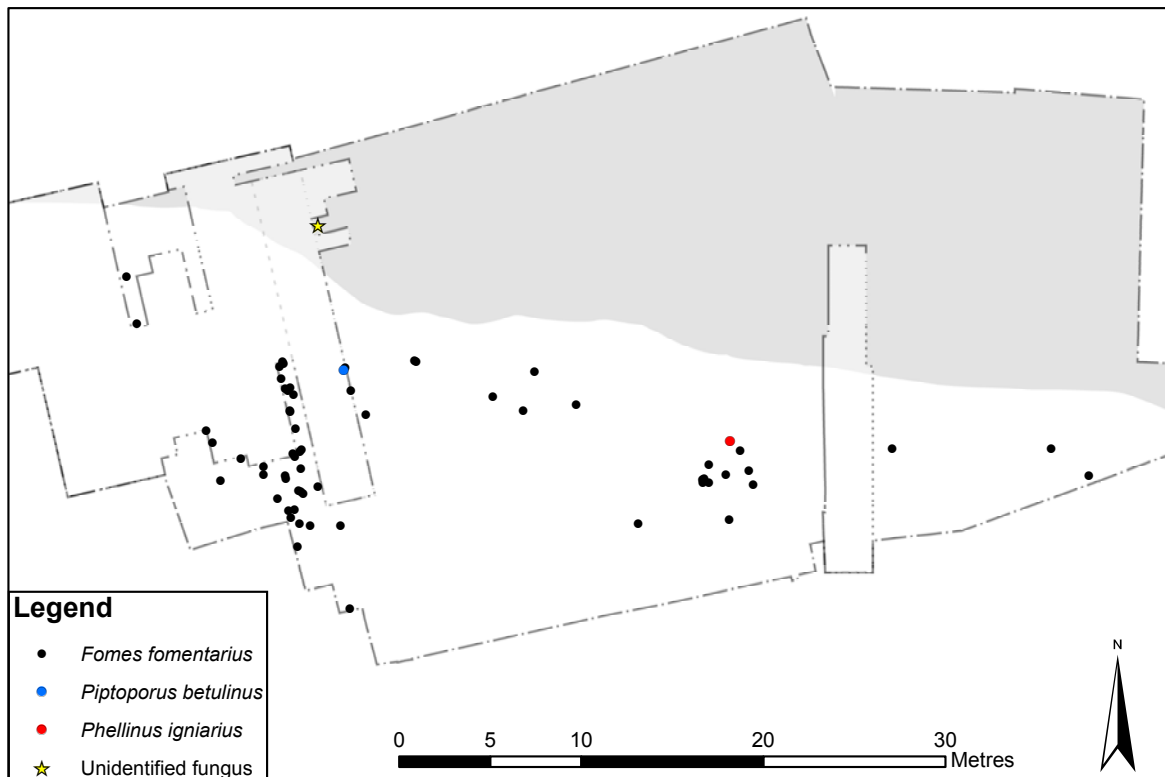 Legend
Fomes fomentarius
Piptoporus betulinus
Phellinus igniarius
Unidentified fungus
0 5 10 20 30 Metres
N